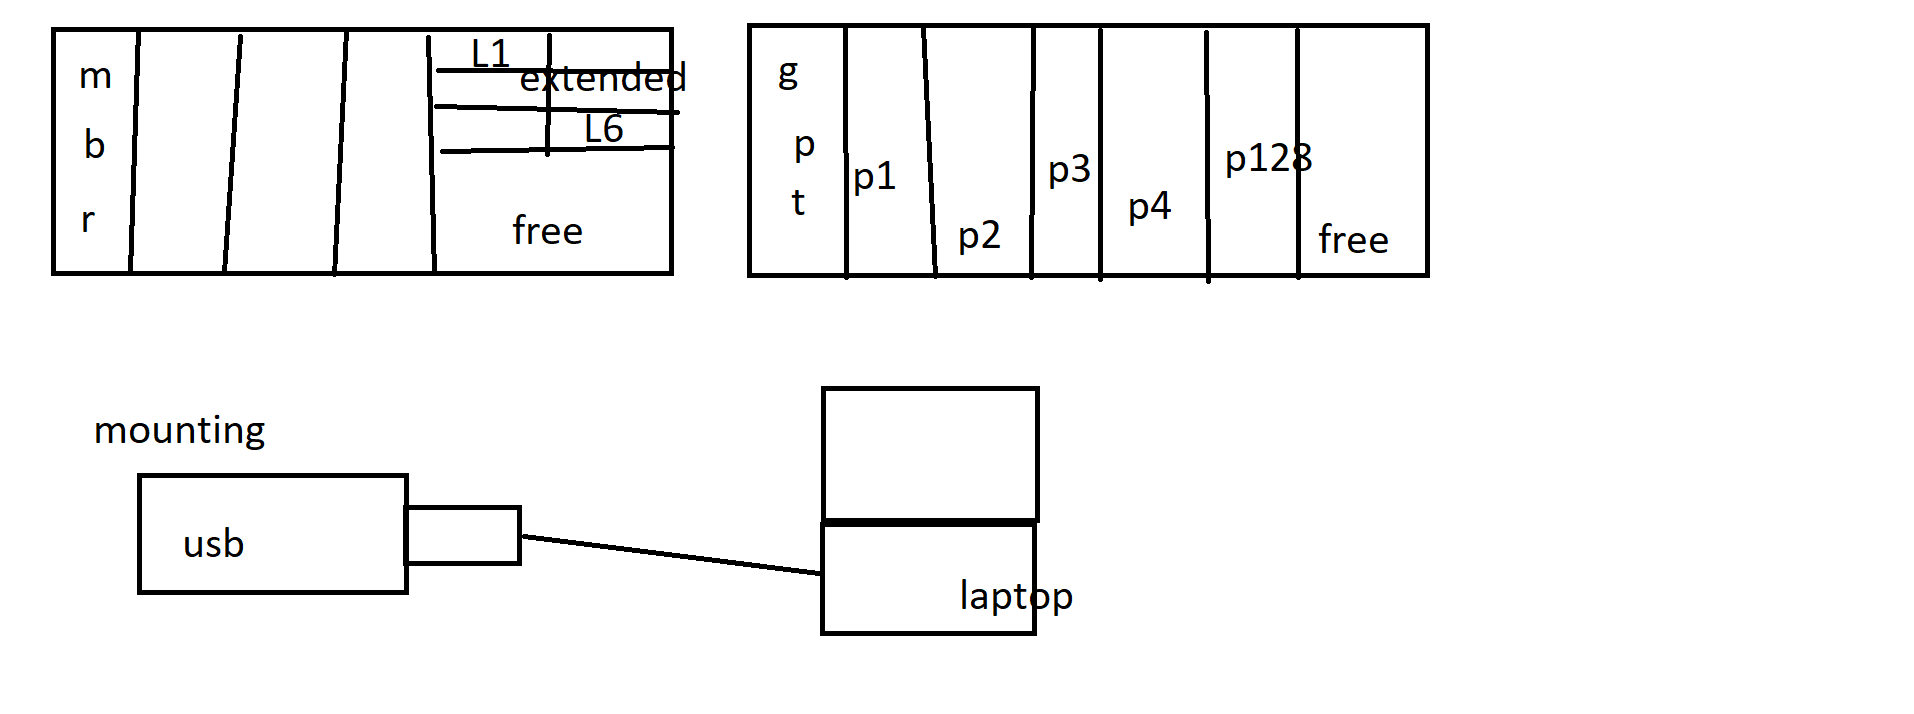 m
b
r
L1
extended
L6
free
g
p
t
p1
p2
p3
p4
p128
free
mounting
usb
laptop